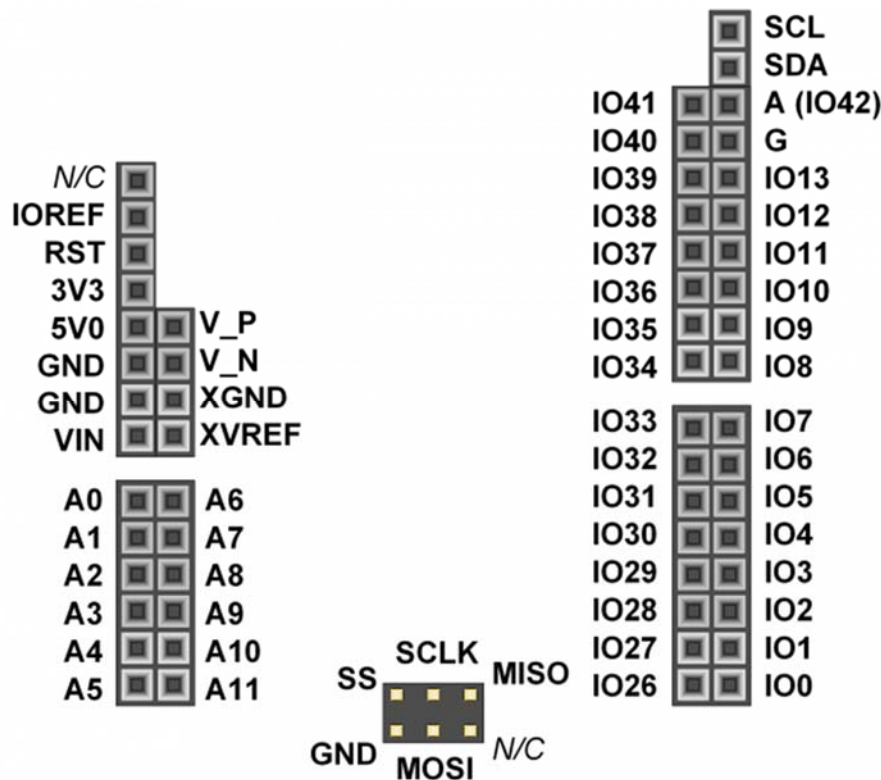 SCL
SDA
IO41 A (IO42)
IO40 G
IO39 IO13
IO38 IO12
IO37 IO11
IO36 IO10
IO35 IO9
IO34 IO8
N/C
IOREF
RST
3V3
5V0 V_P
GND V_N
GND XGND
VIN XVREF
IO33 IO7
IO32 IO6
IO31 IO5
IO30 IO4
IO29 IO3
IO28 IO2
IO27 IO1
IO26 IO0
A0 A6
A1 A7
A2 A8
A3 A9
A4 A10
A5 A11
SS SCLK MISO
GND MOSI N/C